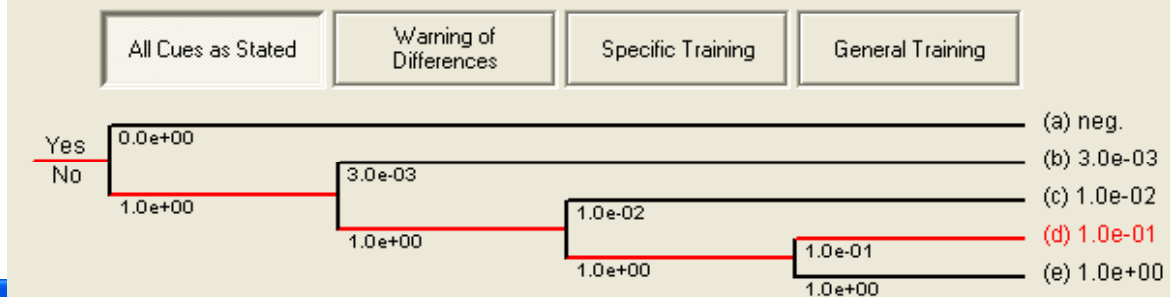 All Cues as Stated
Warning of
Differences
Specific Training
General Training
Yes
No
0.0e+00
1.0e+00
3.0e-03
1.0e+00
1.0e-02
1.0e+00
1.0e-01
1.0e+00
(a) neg.
(b) 3.0e-03
(c) 1.0e-02
(d) 1.0e-01
(e) 1.0e+00